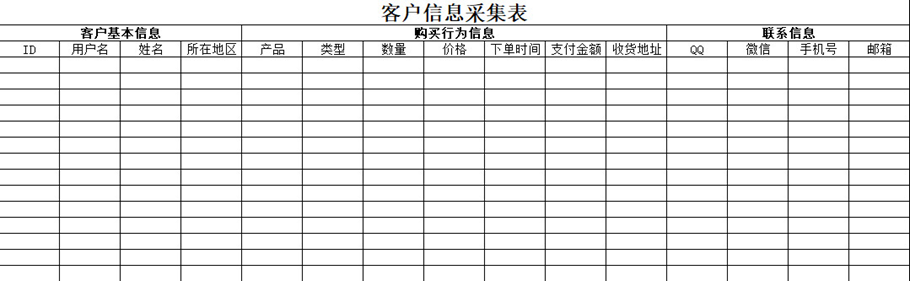 客户信息采集表
客户基本信息 购买行为信息 联系信息
ID 用户名 姓名 所在地区 产品 类型 数量 价格 下单时间 支付金额 收货地址 QQ 微信 手机号 邮箱